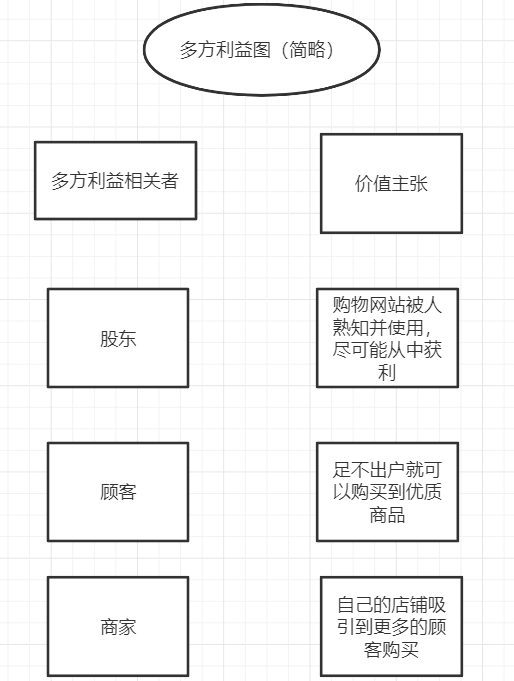 多方利益图（简略）
多方利益相关者
价值主张
股东
购物网站被人
熟知并使用，
尽可能从中获
利
顾客
足不出户就可
以购买到优质
商品
商家
自己的店铺吸
引到更多的顾
客购买